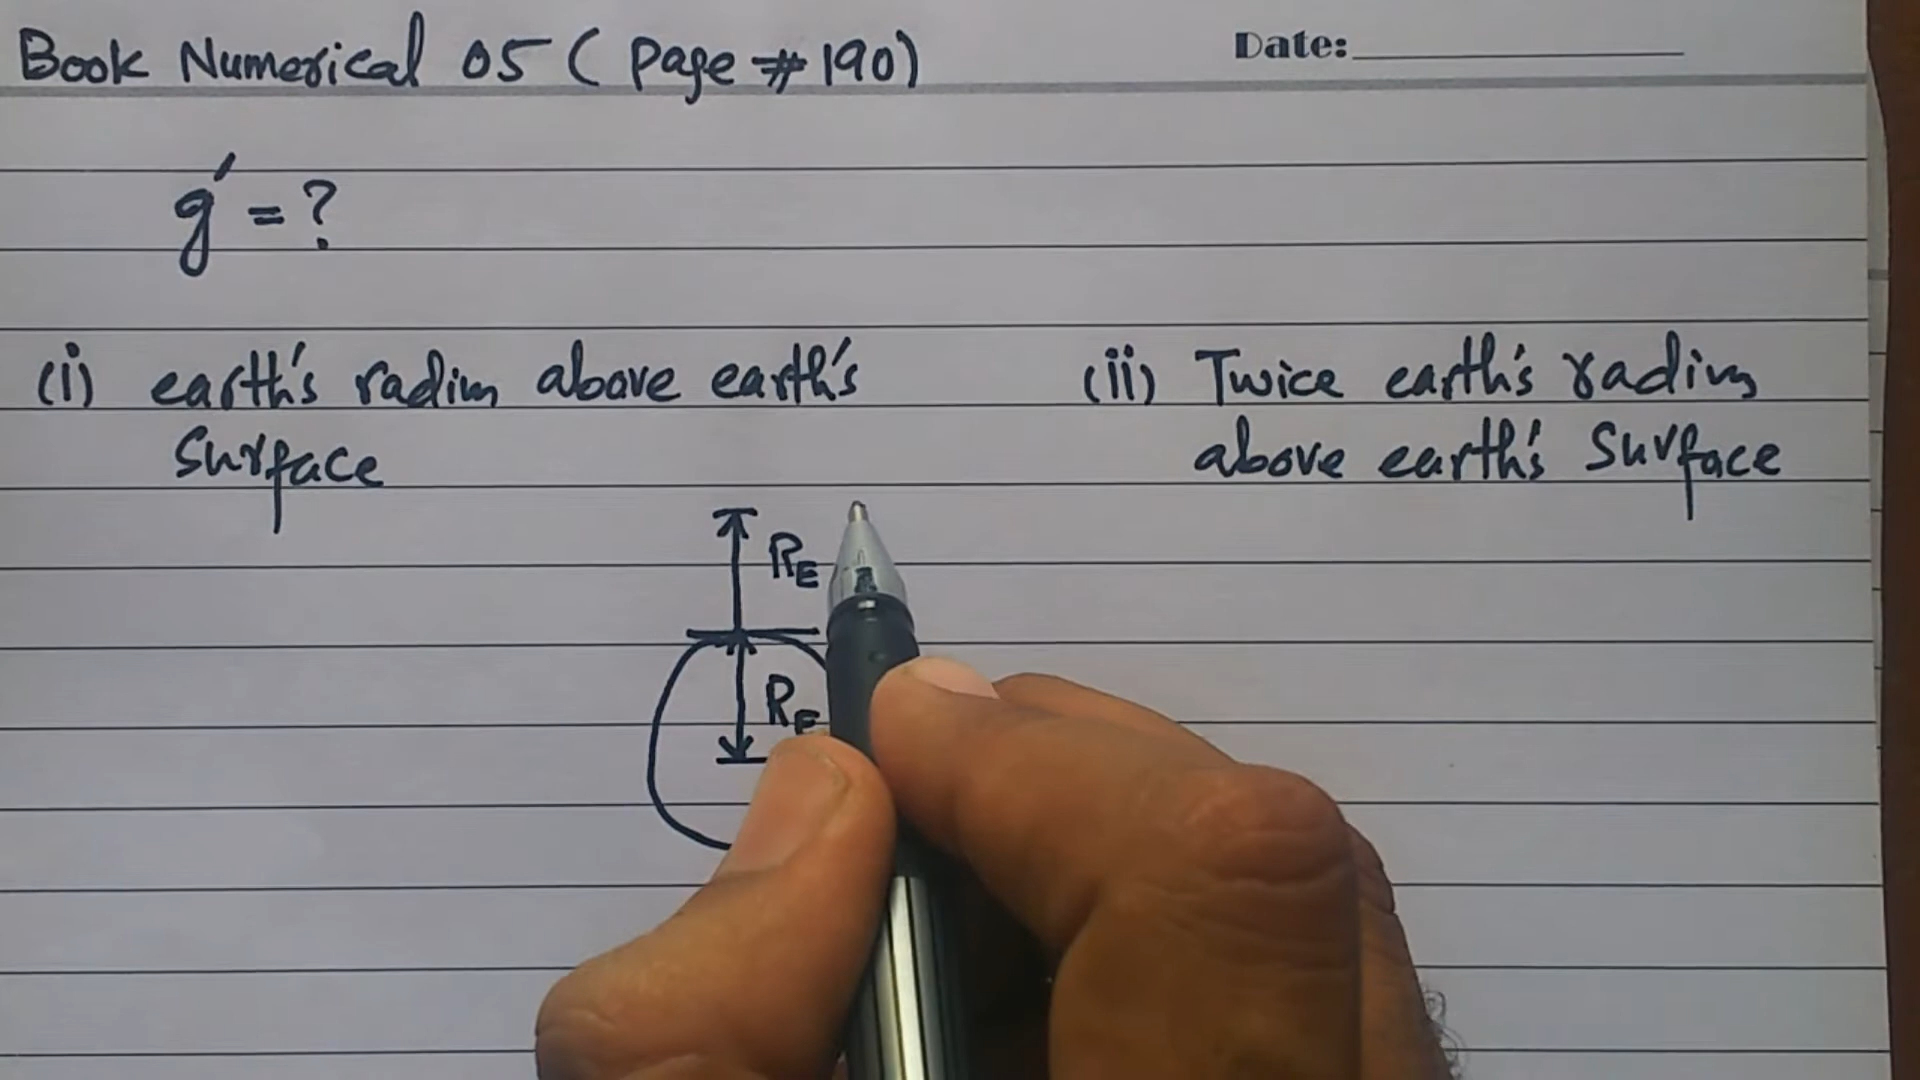 Book Numerical 05 (Page # 190)
Date:
g' = ?
(i) earth's radius above earth's
surface
(ii) Twice earth's radius
above earth's surface
RE
RE